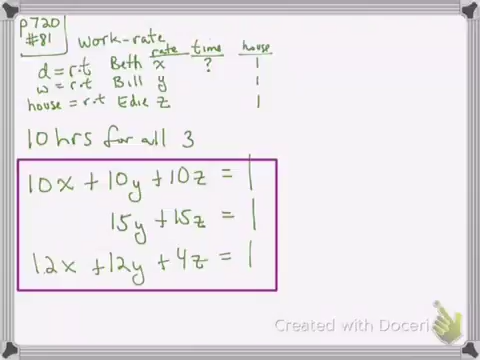 p720
#81
work-rate
rate time house
d=r.t Beth x ? 1
w=r.t Bill y 1
house=r.t Edie z 1
10 hrs for all 3
10x + 10y + 10z = 1
15y + 15z = 1
12x + 12y + 4z = 1
Created with Doceri